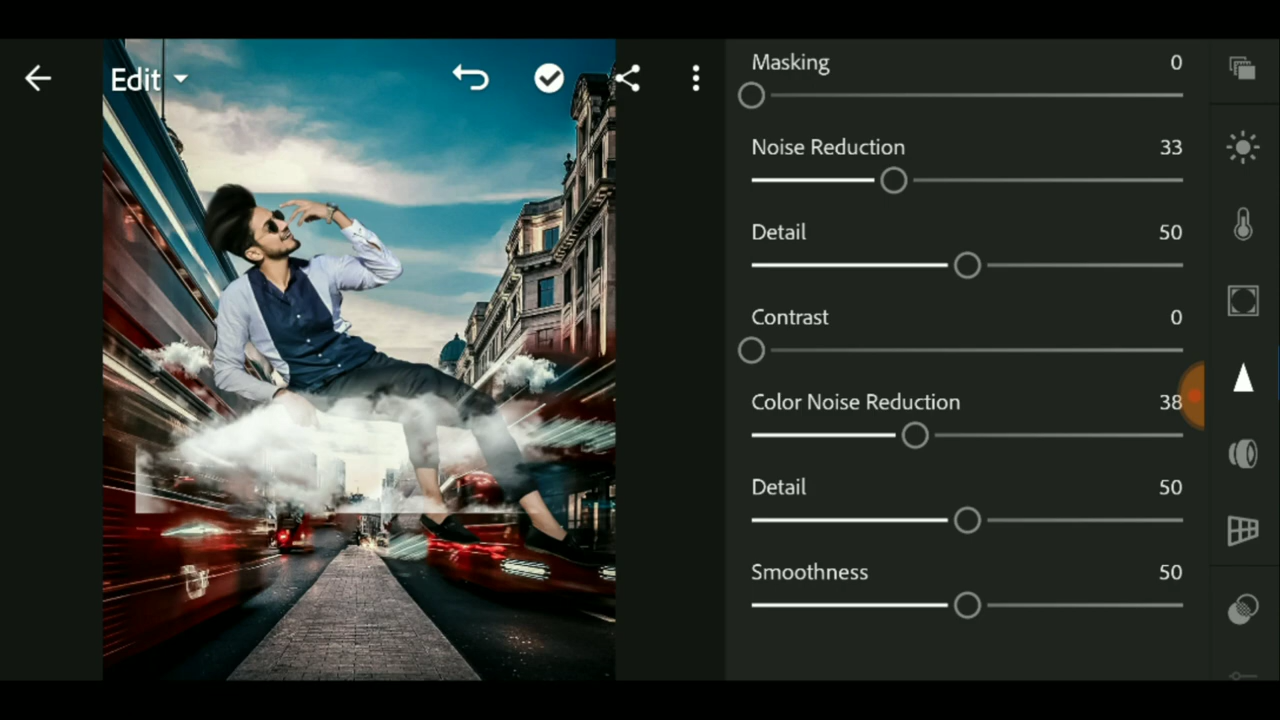 Edit
Masking 0
Noise Reduction 33
Detail 50
Contrast 0
Color Noise Reduction 38
Detail 50
Smoothness 50